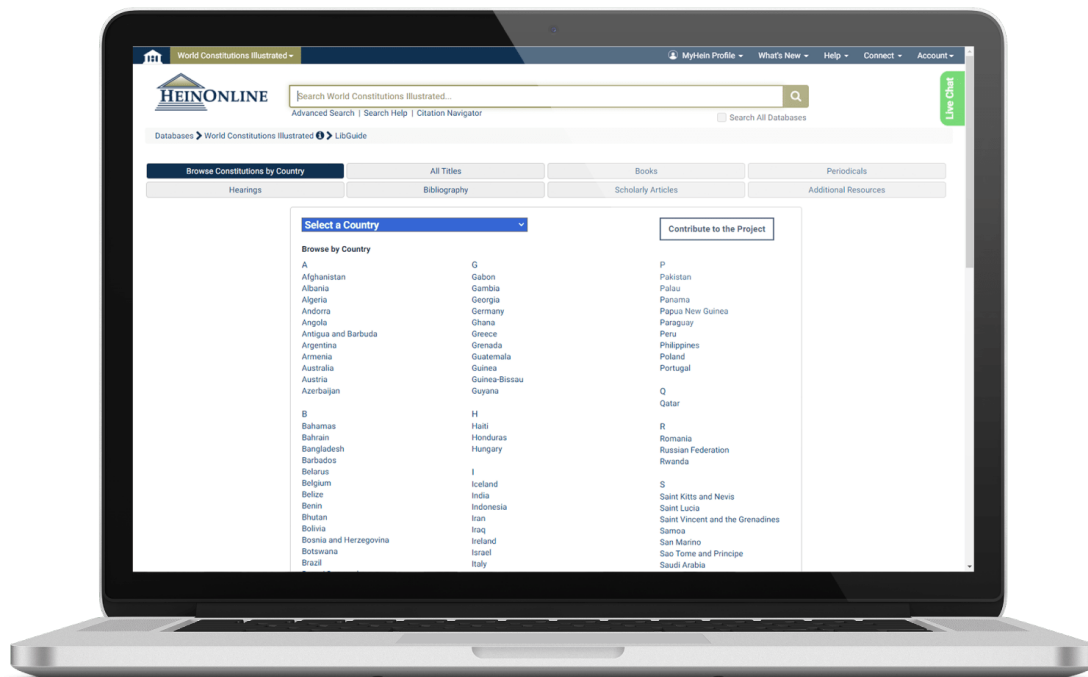 World Constitutions Illustrated
MyHein Profile What's New Help Connect Account
HEINONLINE
Search World Constitutions Illustrated...
Advanced Search | Search Help | Citation Navigator
Search All Databases
Live Chat
Databases > World Constitutions Illustrated > LibGuide
Browse Constitutions by Country All Titles Books Periodicals
Hearings Bibliography Scholarly Articles Additional Resources
Select a Country
Contribute to the Project
Browse by Country
A
Afghanistan
Albania
Algeria
Andorra
Angola
Antigua and Barbuda
Argentina
Armenia
Australia
Austria
Azerbaijan
B
Bahamas
Bahrain
Bangladesh
Barbados
Belarus
Belgium
Belize
Benin
Bhutan
Bolivia
Bosnia and Herzegovina
Botswana
Brazil
G
Gabon
Gambia
Georgia
Germany
Ghana
Greece
Grenada
Guatemala
Guinea
Guinea-Bissau
Guyana
H
Haiti
Honduras
Hungary
I
Iceland
India
Indonesia
Iran
Iraq
Ireland
Israel
Italy
P
Pakistan
Palau
Panama
Papua New Guinea
Paraguay
Peru
Philippines
Poland
Portugal
Q
Qatar
R
Romania
Russian Federation
Rwanda
S
Saint Kitts and Nevis
Saint Lucia
Saint Vincent and the Grenadines
Samoa
San Marino
Sao Tome and Principe
Saudi Arabia